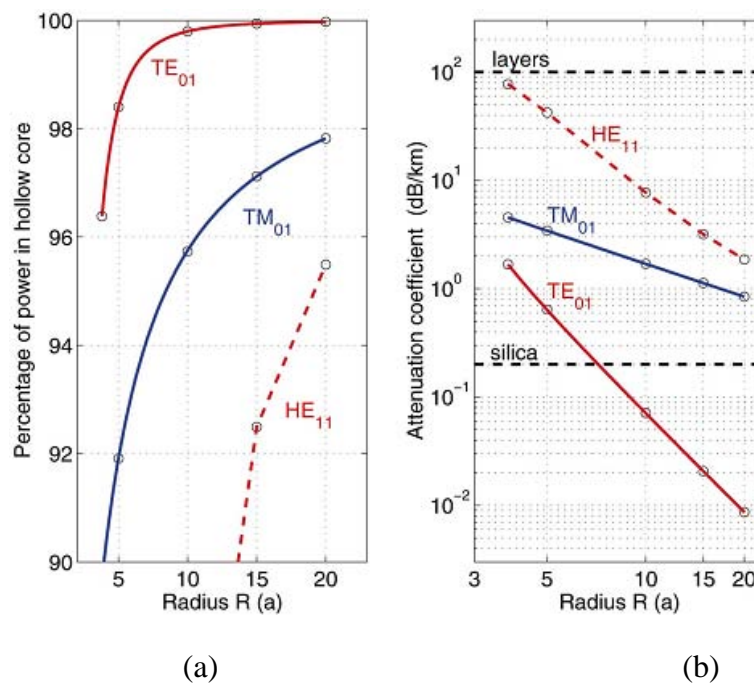 100
98
96
94
92
90
Percentage of power in hollow core
TE01
TM01
HE11
5
10
15
20
Radius R (a)
(a)
10^2
10^1
10^0
10^-1
10^-2
Attenuation coefficient (dB/km)
layers
HE11
TM01
TE01
silica
3
5
10
15
20
Radius R (a)
(b)